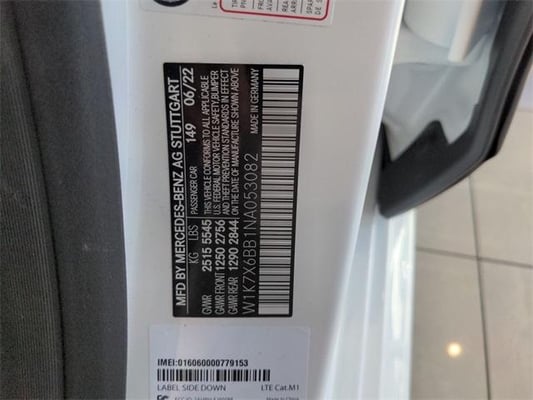 MFD BY MERCEDES-BENZ AG STUTTGART
KG LBS PASSENGER CAR 149 06/22
GVWR 2515 5545 THIS VEHICLE CONFORMS TO ALL APPLICABLE
GAWR FRONT 1250 2756 U.S. FEDERAL MOTOR VEHICLE SAFETY, BUMPER
AND THEFT PREVENTION STANDARDS IN EFFECT
GAWR REAR 1290 2844 ON THE DATE OF MANUFACTURE SHOWN ABOVE
MADE IN GERMANY
W1K7X6BB1NA053082
IMEI:016060000779153
LABEL SIDE DOWN LTE Cat.M1